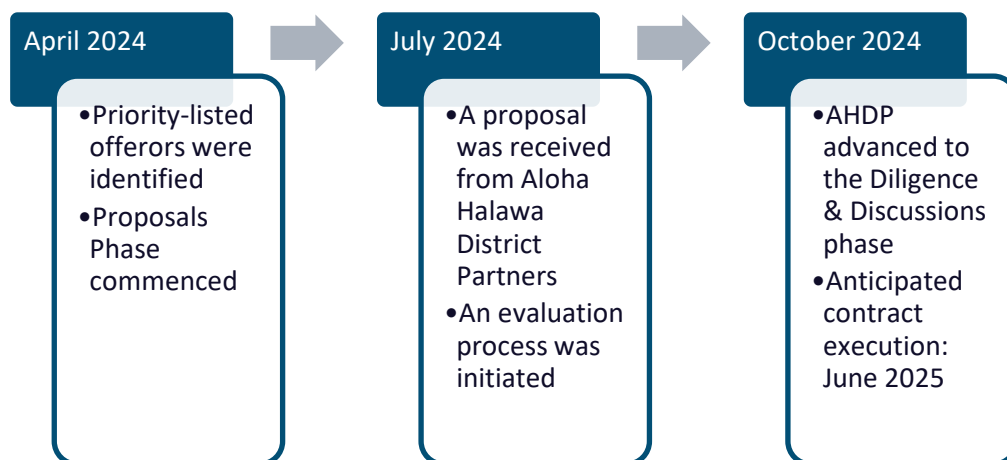 April 2024
•Priority-listed
offerors were
identified
•Proposals
Phase
commenced
July 2024
•A proposal
was received
from Aloha
Halawa
District
Partners
•An evaluation
process was
initiated
October 2024
•AHDP
advanced to
the Diligence
& Discussions
phase
•Anticipated
contract
execution:
June 2025